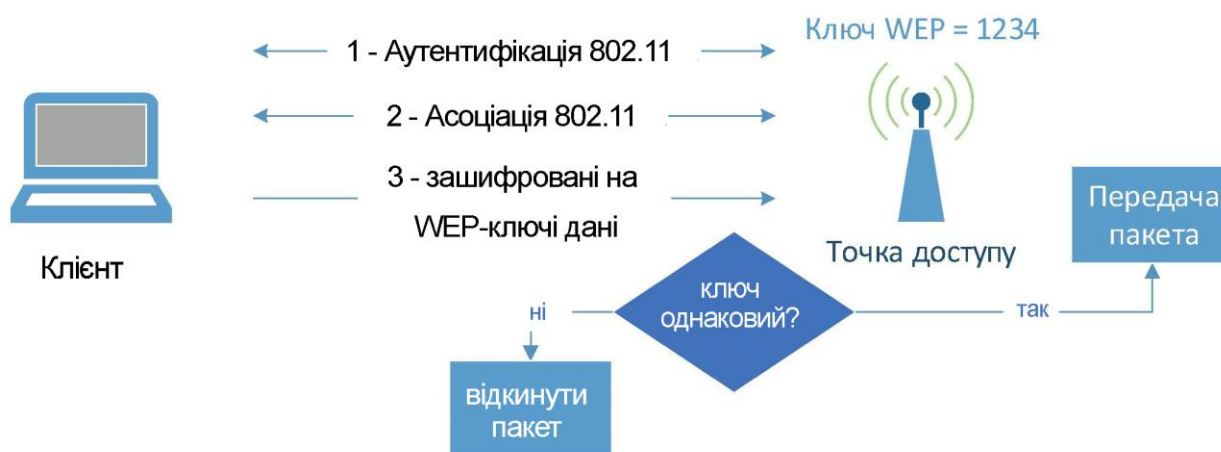 Ключ WEP = 1234
1 - Аутентифікація 802.11
2 - Асоціація 802.11
3 - зашифровані на
WEP-ключі дані
Клієнт
Точка доступу
Передача
пакета
ключ
однаковий?
ні
так
відкинути
пакет